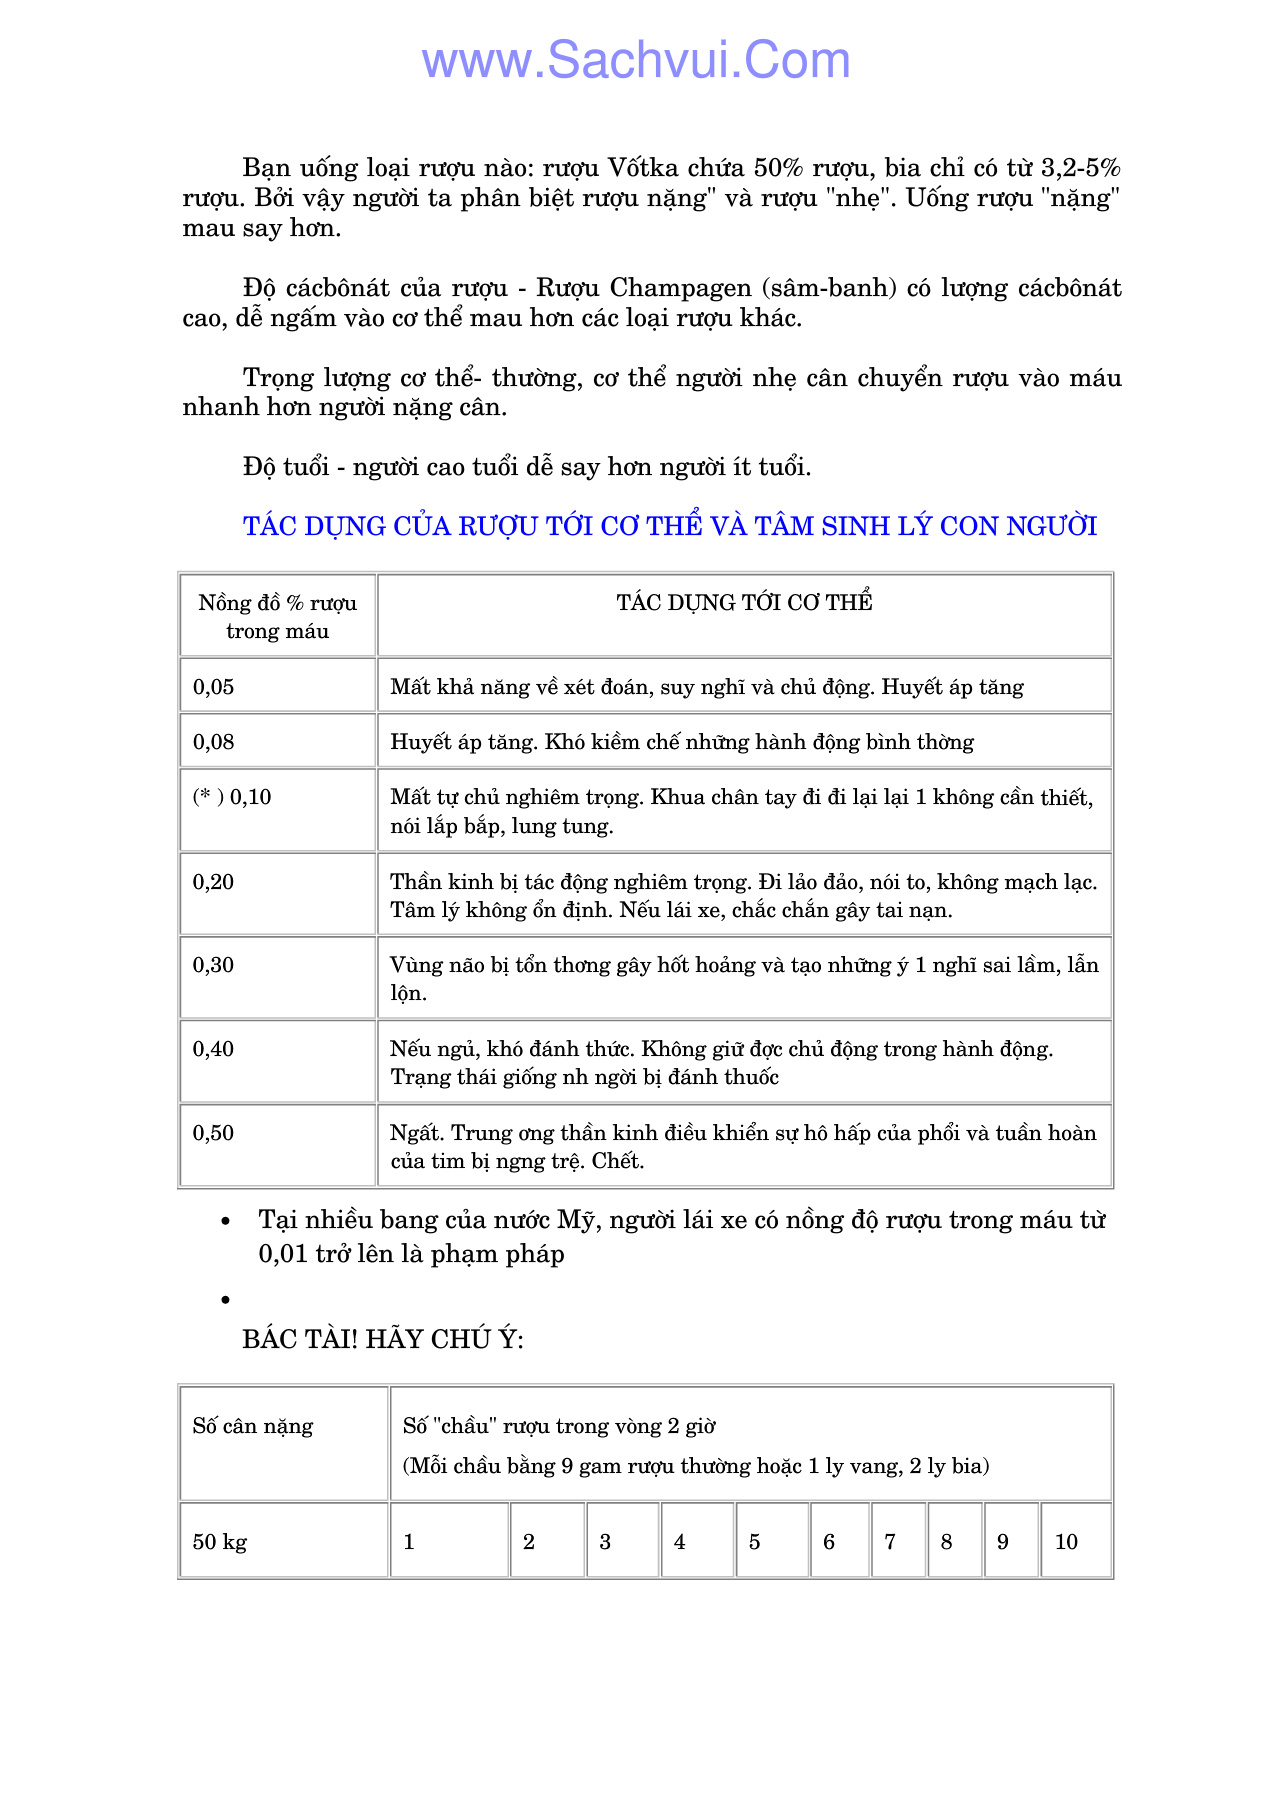 www.Sachvui.Com
Bạn uống loại rượu nào: rượu Vốtka chứa 50% rượu, bia chỉ có từ 3,2-5%
rượu. Bởi vậy người ta phân biệt rượu nặng" và rượu "nhẹ". Uống rượu "nặng"
mau say hơn.
Độ cácbônát của rượu - Rượu Champagen (sâm-banh) có lượng cácbônát
cao, dễ ngấm vào cơ thể mau hơn các loại rượu khác.
Trọng lượng cơ thể- thường, cơ thể người nhẹ cân chuyển rượu vào máu
nhanh hơn người nặng cân.
Độ tuổi - người cao tuổi dễ say hơn người ít tuổi.
TÁC DỤNG CỦA RƯỢU TỚI CƠ THỂ VÀ TÂM SINH LÝ CON NGƯỜI
Nồng đồ % rượu
trong máu
TÁC DỤNG TỚI CƠ THỂ
0,05
Mất khả năng về xét đoán, suy nghĩ và chủ động. Huyết áp tăng
0,08
Huyết áp tăng. Khó kiềm chế những hành động bình thờng
(* ) 0,10
Mất tự chủ nghiêm trọng. Khua chân tay đi đi lại lại 1 không cần thiết,
nói lắp bắp, lung tung.
0,20
Thần kinh bị tác động nghiêm trọng. Đi lảo đảo, nói to, không mạch lạc.
Tâm lý không ổn định. Nếu lái xe, chắc chắn gây tai nạn.
0,30
Vùng não bị tổn thơng gây hốt hoảng và tạo những ý 1 nghĩ sai lầm, lẫn
lộn.
0,40
Nếu ngủ, khó đánh thức. Không giữ đợc chủ động trong hành động.
Trạng thái giống nh ngời bị đánh thuốc
0,50
Ngất. Trung ơng thần kinh điều khiển sự hô hấp của phổi và tuần hoàn
của tim bị ngng trệ. Chết.
• Tại nhiều bang của nước Mỹ, người lái xe có nồng độ rượu trong máu từ
0,01 trở lên là phạm pháp
•
BÁC TÀI! HÃY CHÚ Ý:
Số cân nặng
Số "chầu" rượu trong vòng 2 giờ
(Mỗi chầu bằng 9 gam rượu thường hoặc 1 ly vang, 2 ly bia)
50 kg 1 2 3 4 5 6 7 8 9 10